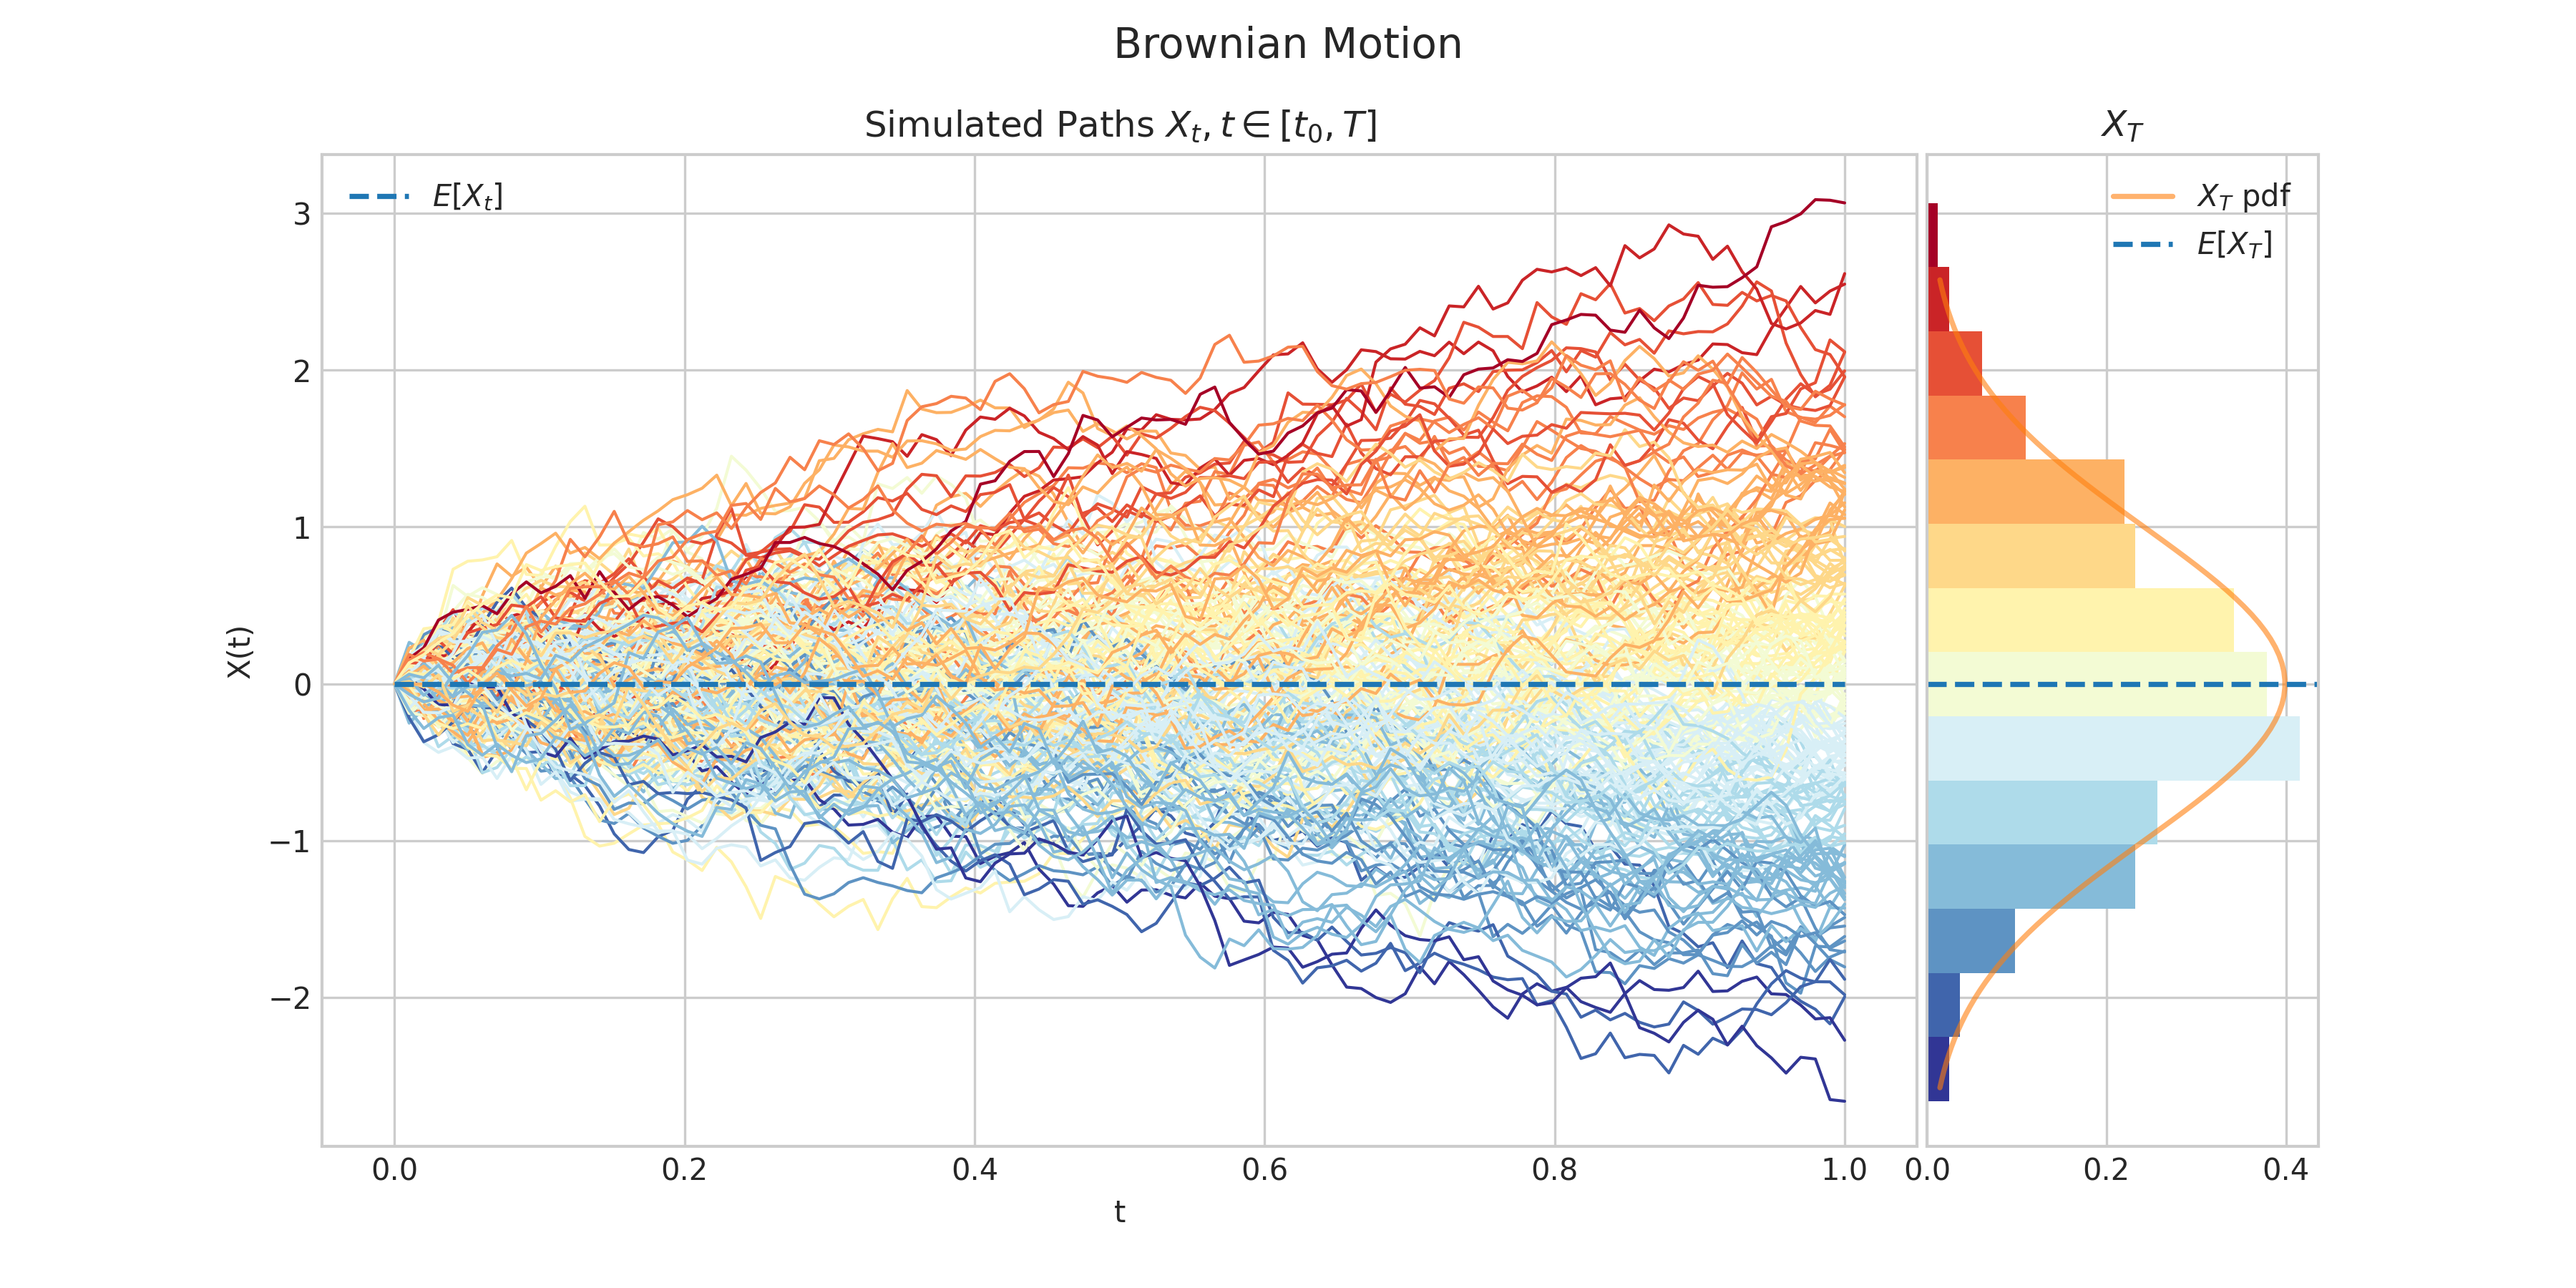 Brownian Motion
Simulated Paths $X_t, t \in [t_0, T]$
$X_T$
$E[X_t]$
$X_T$ pdf
$E[X_T]$
3
2
1
0
−1
−2
X(t)
0.0 0.2 0.4 0.6 0.8 1.0
0.0 0.2 0.4
t